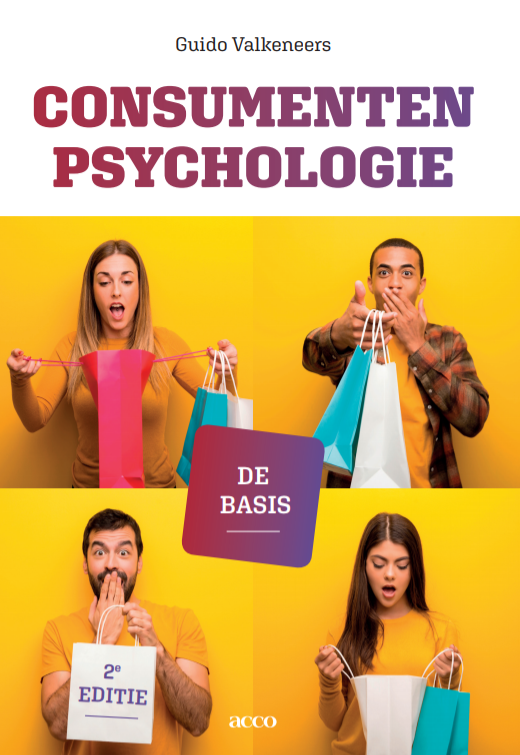 Guido Valkeneers
CONSUMENTEN
PSYCHOLOGIE
DE
BASIS
2e
EDITIE
acco